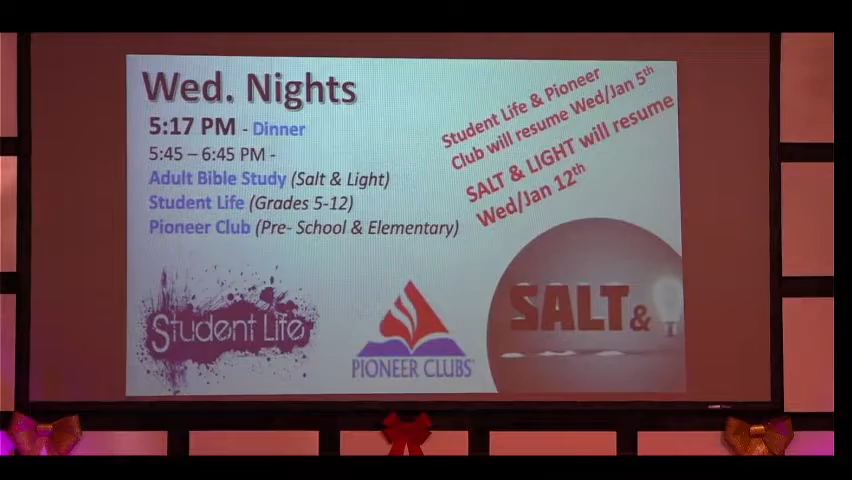 Wed. Nights
5:17 PM - Dinner
5:45 – 6:45 PM -
Adult Bible Study (Salt & Light)
Student Life (Grades 5-12)
Pioneer Club (Pre- School & Elementary)
Student Life & Pioneer
Club will resume Wed/Jan 5th
SALT & LIGHT will resume
Wed/Jan 12th
Student Life
PIONEER CLUBS
SALT &